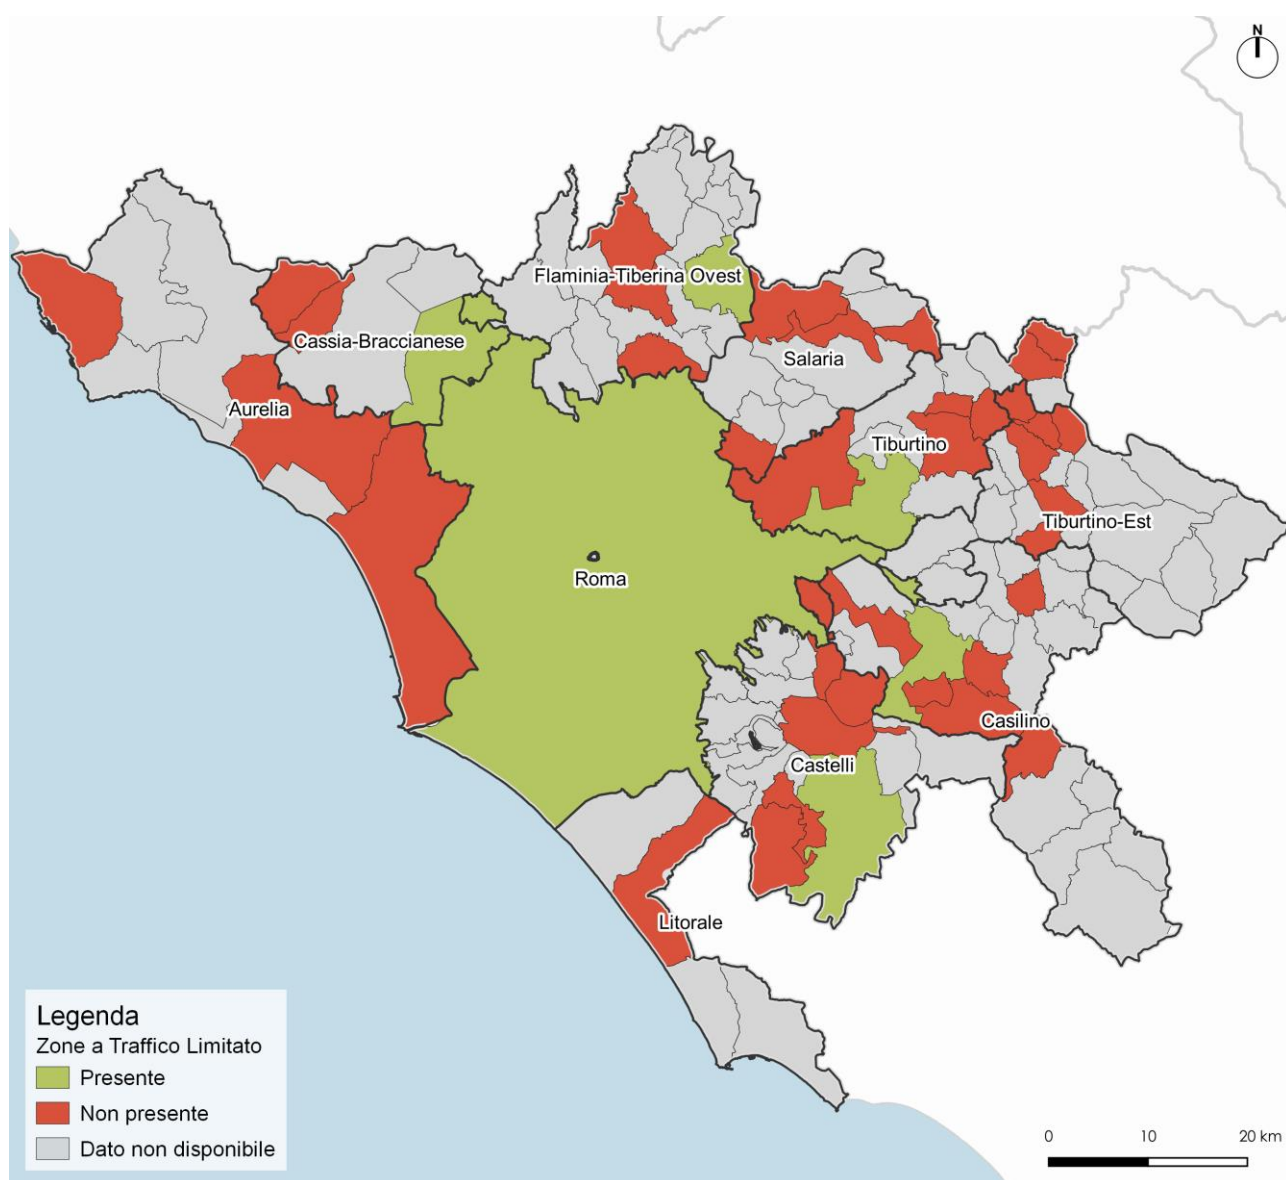 N
Flaminia-Tiberina Ovest
Cassia-Braccianese
Salaria
Aurelia
Tiburtino
Tiburtino-Est
Roma
Casilino
Castelli
Litorale
Legenda
Zone a Traffico Limitato
Presente
Non presente
Dato non disponibile
0 10 20 km